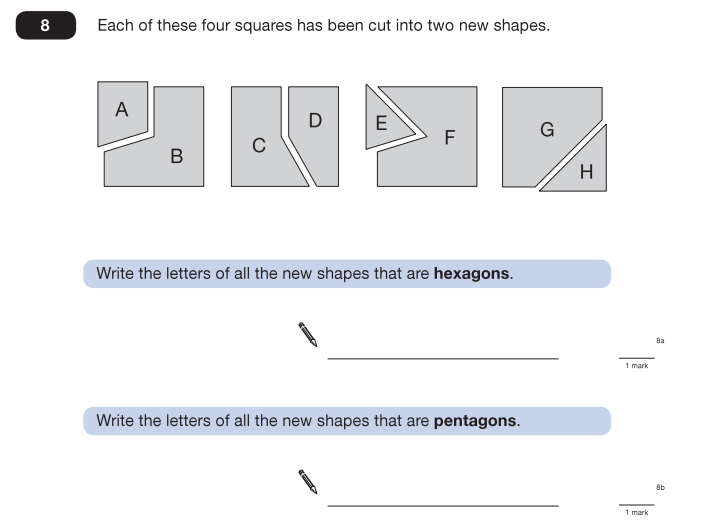 8 Each of these four squares has been cut into two new shapes.
A B C D E F G H
Write the letters of all the new shapes that are hexagons.
8a
1 mark
Write the letters of all the new shapes that are pentagons.
8b
1 mark